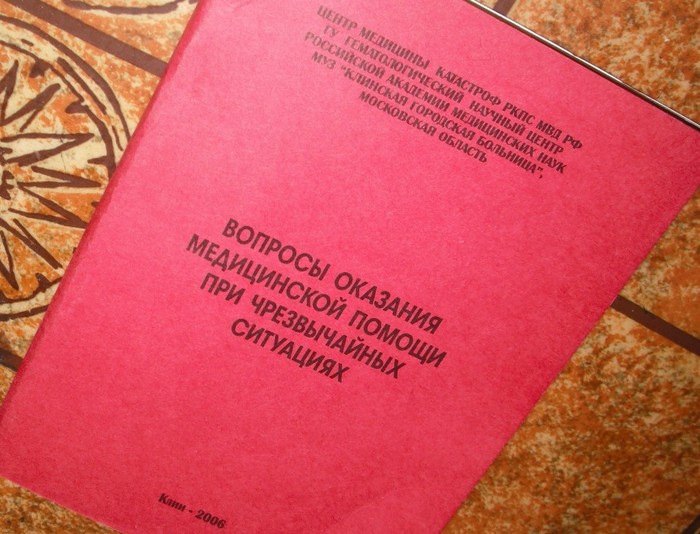 ЦЕНТР МЕДИЦИНЫ КАТАСТРОФ РКПС МВД РФ
ГУ ГЕМАТОЛОГИЧЕСКИЙ НАУЧНЫЙ ЦЕНТР
РОССИЙСКОЙ АКАДЕМИИ МЕДИЦИНСКИХ НАУК
МУЗ "КЛИНСКАЯ ГОРОДСКАЯ БОЛЬНИЦА",
МОСКОВСКАЯ ОБЛАСТЬ
ВОПРОСЫ ОКАЗАНИЯ
МЕДИЦИНСКОЙ ПОМОЩИ
ПРИ ЧРЕЗВЫЧАЙНЫХ
СИТУАЦИЯХ
Клин - 2006